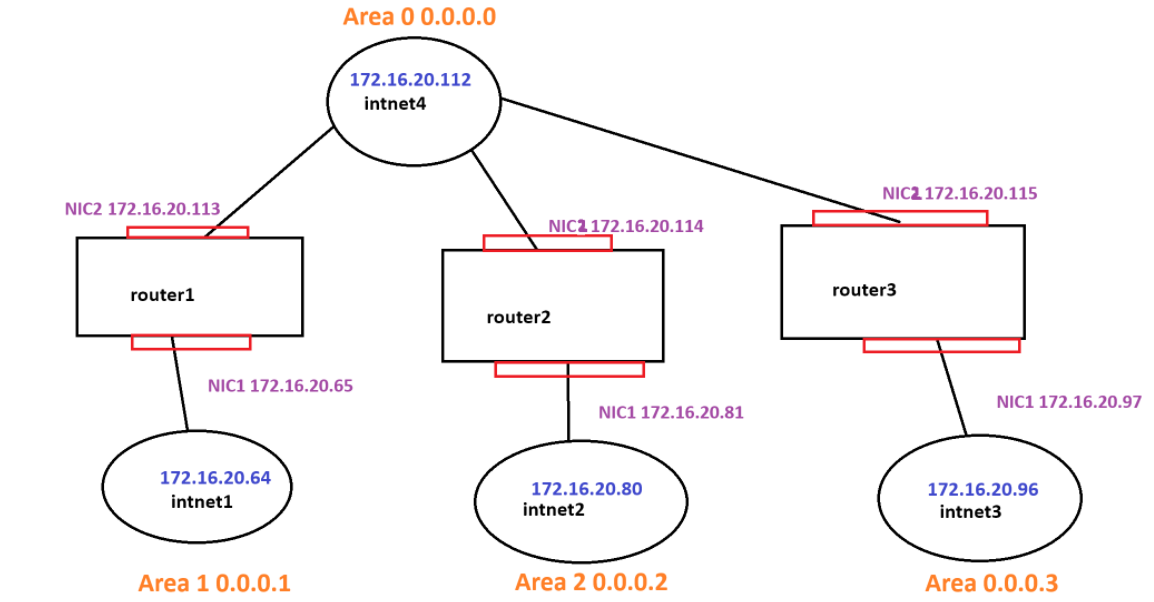 Area 0 0.0.0.0
172.16.20.112
intnet4
NIC2 172.16.20.113
172.16.20.114
172.16.20.115
router1
router2
router3
NIC1 172.16.20.65
NIC1 172.16.20.81
NIC1 172.16.20.97
172.16.20.64
intnet1
172.16.20.80
intnet2
172.16.20.96
intnet3
Area 1 0.0.0.1
Area 2 0.0.0.2
Area 0.0.0.3